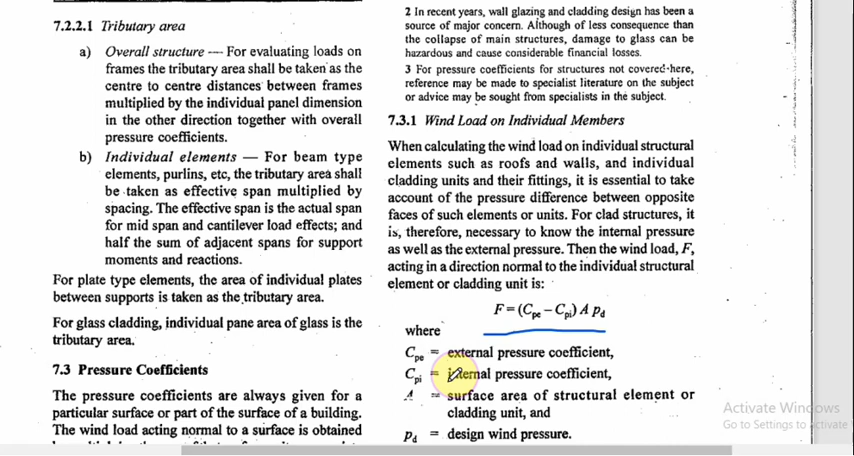 7.2.2.1 Tributary area
a) Overall structure — For evaluating loads on
frames the tributary area shall be taken as the
centre to centre distances between frames
multiplied by the individual panel dimension
in the other direction together with overall
pressure coefficients.
b) Individual elements — For beam type
elements, purlins, etc, the tributary area shall
be taken as effective span multiplied by
spacing. The effective span is the actual span
for mid span and cantilever load effects; and
half the sum of adjacent spans for support
moments and reactions.
For plate type elements, the area of individual plates
between supports is taken as the tributary area.
For glass cladding, individual pane area of glass is the
tributary area.
7.3 Pressure Coefficients
The pressure coefficients are always given for a
particular surface or part of the surface of a building.
The wind load acting normal to a surface is obtained
2 In recent years, wall glazing and cladding design has been a
source of major concern. Although of less consequence than
the collapse of main structures, damage to glass can be
hazardous and cause considerable financial losses.
3 For pressure coefficients for structures not covered here,
reference may be made to specialist literature on the subject
or advice may be sought from specialists in the subject.
7.3.1 Wind Load on Individual Members
When calculating the wind load on individual structural
elements such as roofs and walls, and individual
cladding units and their fittings, it is essential to take
account of the pressure difference between opposite
faces of such elements or units. For clad structures, it
is, therefore, necessary to know the internal pressure
as well as the external pressure. Then the wind load, F,
acting in a direction normal to the individual structural
element or cladding unit is:
F = (Cpe – Cpi) A pd
where
Cpe = external pressure coefficient,
Cpi = internal pressure coefficient,
A = surface area of structural element or
cladding unit, and
pd = design wind pressure.
Activate Windows
Go to Settings to activate